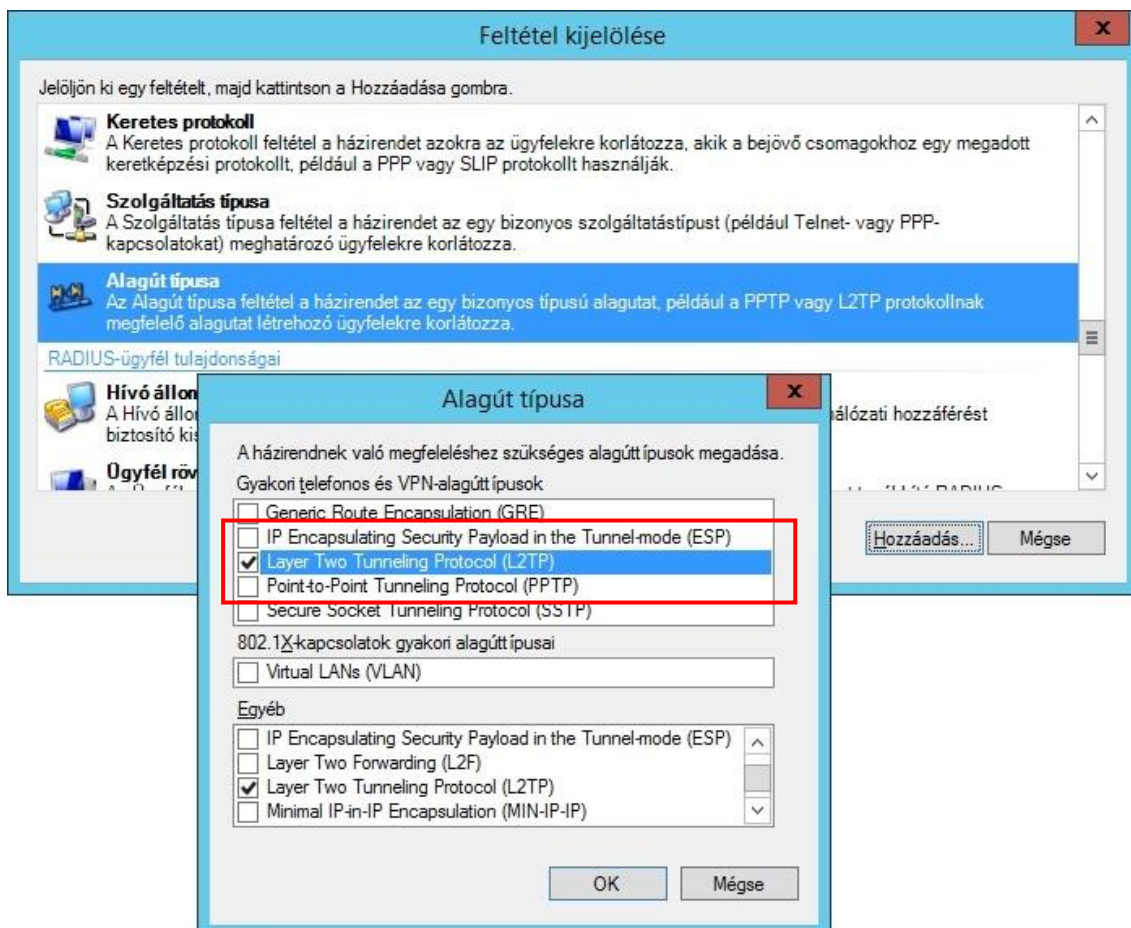 Feltétel kijelölése
x
Jelöljön ki egy feltételt, majd kattintson a Hozzáadása gombra.
Keretes protokoll
A Keretes protokoll feltétel a házirendet azokra az ügyfelekre korlátozza, akik a bejövő csomagokhoz egy megadott
keretképzési protokollt, például a PPP vagy SLIP protokollt használják.
Szolgáltatás típusa
A Szolgáltatás típusa feltétel a házirendet az egy bizonyos szolgáltatástípust (például Telnet- vagy PPP-
kapcsolatokat) meghatározó ügyfelekre korlátozza.
Alagút típusa
Az Alagút típusa feltétel a házirendet az egy bizonyos típusú alagutat, például a PPTP vagy L2TP protokollnak
megfelelő alagutat létrehozó ügyfelekre korlátozza.
RADIUS-ügyfél tulajdonságai
Hívó állom
A Hívó állo
álózati hozzáférést
biztosító kis
Ügyfél röv
Hozzáadás...
Mégse
Alagút típusa
x
A házirendnek való megfeleléshez szükséges alagúttípusok megadása.
Gyakori telefonos és VPN-alagúttípusok
Generic Route Encapsulation (GRE)
IP Encapsulating Security Payload in the Tunnel-mode (ESP)
Layer Two Tunneling Protocol (L2TP)
Point-to-Point Tunneling Protocol (PPTP)
Secure Socket Tunneling Protocol (SSTP)
802.1X-kapcsolatok gyakori alagúttípusai
Virtual LANs (VLAN)
Egyéb
IP Encapsulating Security Payload in the Tunnel-mode (ESP)
Layer Two Forwarding (L2F)
Layer Two Tunneling Protocol (L2TP)
Minimal IP-in-IP Encapsulation (MIN-IP-IP)
OK
Mégse